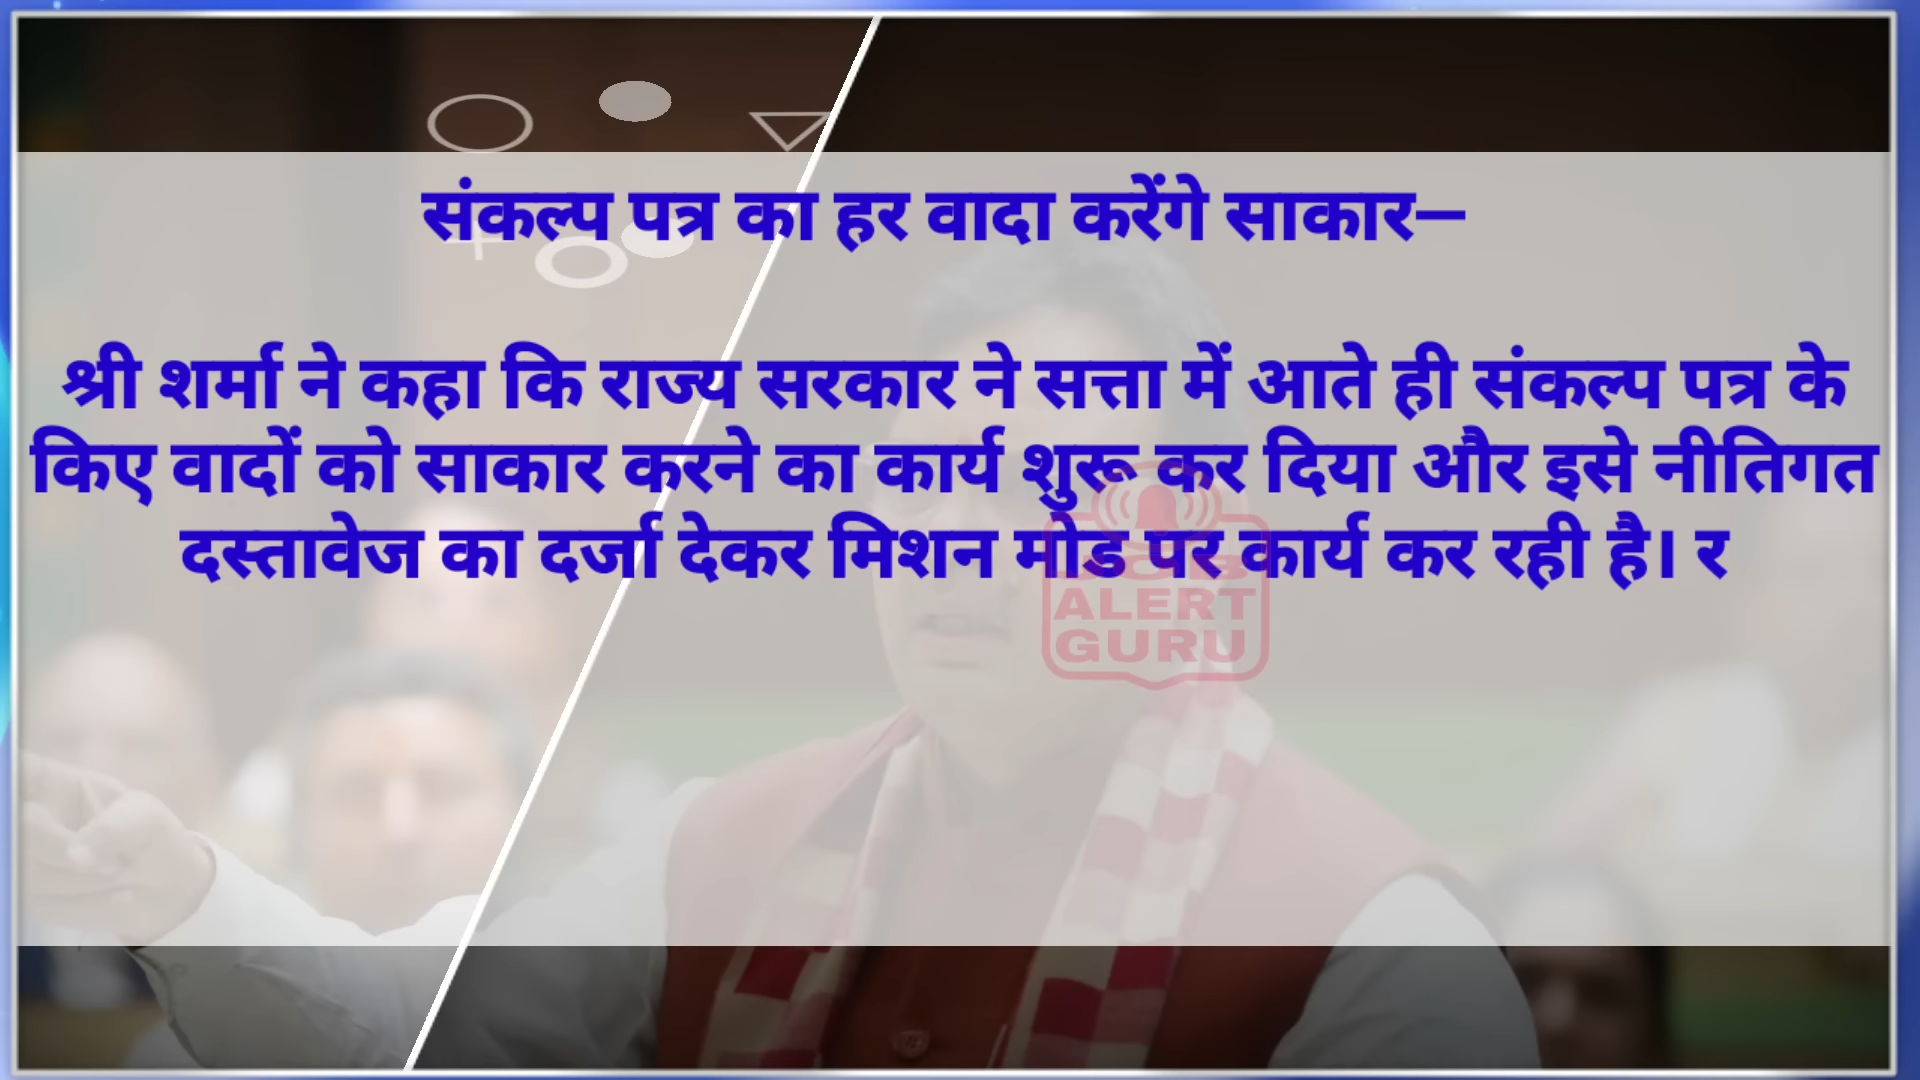 संकल्प पत्र का हर वादा करेंगे साकार—
श्री शर्मा ने कहा कि राज्य सरकार ने सत्ता में आते ही संकल्प पत्र के
किए वादों को साकार करने का कार्य शुरू कर दिया और इसे नीतिगत
दस्तावेज का दर्जा देकर मिशन मोड पर कार्य कर रही है। र
JOB
ALERT
GURU